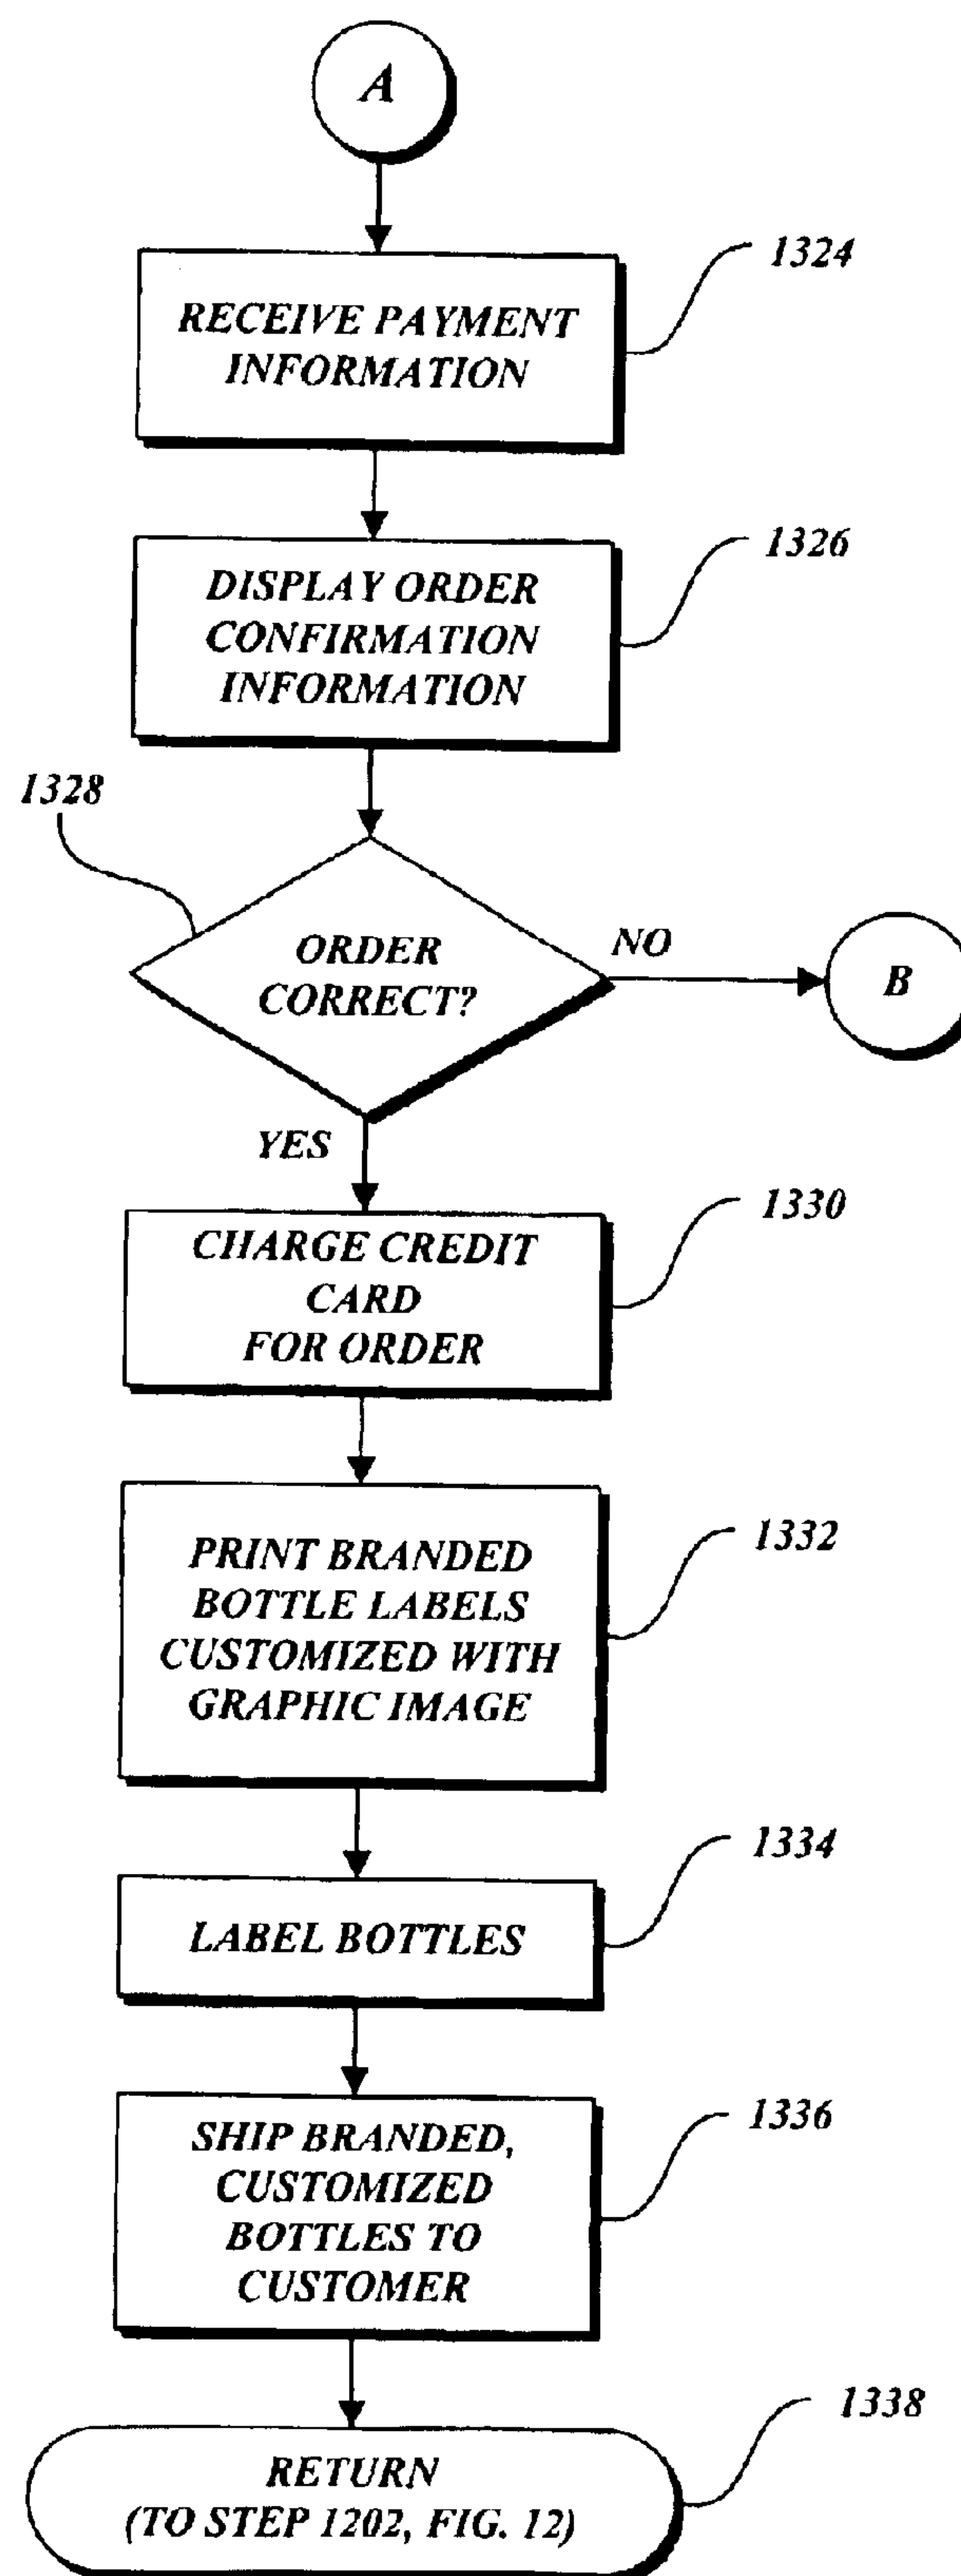 A
1324
RECEIVE PAYMENT
INFORMATION
1326
DISPLAY ORDER
CONFIRMATION
INFORMATION
1328
ORDER
CORRECT?
NO
B
YES
1330
CHARGE CREDIT
CARD
FOR ORDER
1332
PRINT BRANDED
BOTTLE LABELS
CUSTOMIZED WITH
GRAPHIC IMAGE
1334
LABEL BOTTLES
1336
SHIP BRANDED,
CUSTOMIZED
BOTTLES TO
CUSTOMER
1338
RETURN
(TO STEP 1202, FIG. 12)